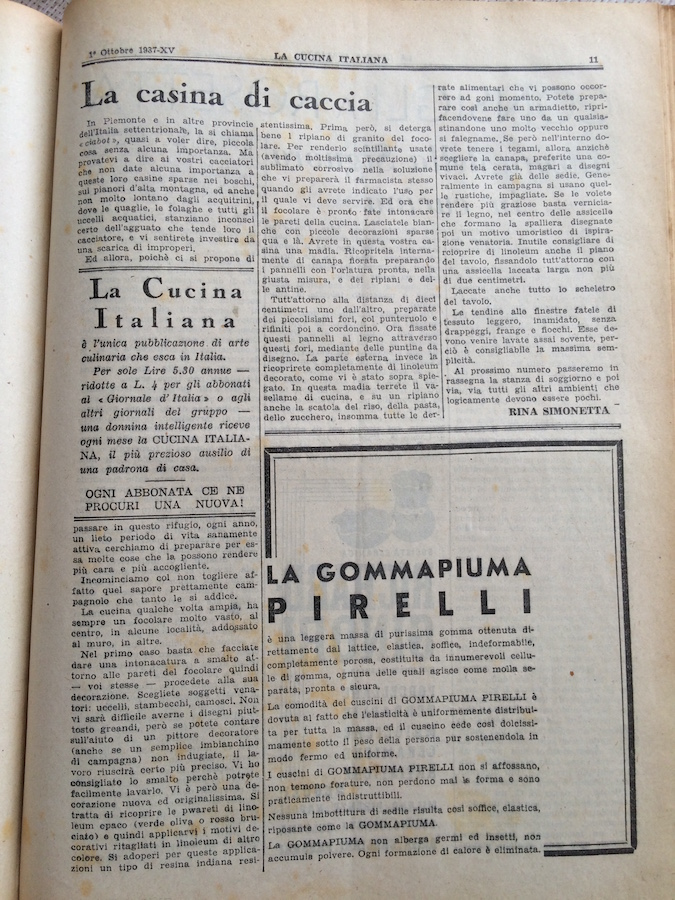 1° Ottobre 1937-XV
LA CUCINA ITALIANA
11
La casina di caccia
In Piemonte e in altre provincie
dell'Italia settentrionale, la si chiama
« ciabot », quasi a voler dire, piccola
cosa senza alcuna importanza. Ma
provatevi a dire ai vostri cacciatori
che non date alcuna importanza a
queste loro casine sparse nei boschi,
sui pianori d'alta montagna, ed anche
non molto lontano dagli acquitrini,
dove le quaglie, le folaghe e tutti gli
uccelli acquatici, stanziano inconsci
certo dell'agguato che tende loro il
cacciatore, e vi sentirete investire da
una scarica di improperi.
Ed allora, poichè ci si propone di
La Cucina
Italiana
è l'unica pubblicazione di arte
culinaria che esca in Italia.
Per sole Lire 5.30 annue —
ridotte a L. 4 per gli abbonati
al « Giornale d'Italia » o agli
altri giornali del gruppo —
una donnina intelligente riceve
ogni mese la CUCINA ITALIA-
NA, il più prezioso ausilio di
una padrona di casa.
OGNI ABBONATA CE NE
PROCURI UNA NUOVA!
passare in questo rifugio, ogni anno,
un lieto periodo di vita sanamente
attiva cerchiamo di preparare per es-
sa molte cose che la possono rendere
più cara e più accogliente.
Incominciamo col non togliere af-
fatto quel sapore prettamente cam-
pagnolo che tanto le si addice.
La cucina qualche volta ampia, ha
sempre un focolare molto vasto, al
centro, in alcune località, addossato
al muro, in altre.
Nel primo caso basta che facciate
dare una intonacatura a smalto at-
torno alle pareti del focolare quindi
— voi stesse — procedete alla sua
decorazione. Scegliete soggetti vena-
tori: uccelli, stambecchi, camosci. Non
vi sarà difficile averne i disegni piut-
tosto greandi, però se potete contare
sull'aiuto di un pittore decoratore
(anche se un semplice imbianchino
di campagna) non indugiate, il la-
voro riuscirà certo più preciso. Vi ho
consigliato lo smalto perchè potrete
facilmente lavarlo. Vi è però una de-
corazione nuova ed originalissima. Si
tratta di ricoprire le pwareti di lino-
leum epaco (verde oliva o rosso bru-
ciato) e quindi applicarvi i motivi de-
corativi ritagliati in linoleum di altro
colore. Si adoperi per queste applica-
zioni un tipo di resina indiana resi-
stentissima. Prima però, si deterga
bene i ripiano di granito del foco-
lare. Per renderlo scintillante usate
(avendo moltissima precauzione) il
sublimato corrosivo nella soluzione
che vi preparerà il farmacista stesso
quando gli avrete indicato l'uso per
il quale vi deve servire. Ed ora che
il focolare è pronto fate intonacare
le pareti della cucina. Lasciatele bian-
che con piccole decorazioni sparse
qua e là. Avrete in questa vostra ca-
sina una madia. Ricopritela interna-
mente di canapa fiorata preparando
i pannelli con l'orlatura pronta, nella
giusta misura, e dei ripiani e del-
le antine.
Tutt'attorno alla distanza di dieci
centimetri uno dall'altro, preparate
dei piccolisimi fori, col punteruolo e
rifiniti poi a cordoncino. Ora fissate
questi pannelli al legno attraverso
questi fori, mediante delle puntine da
disegno. La parte esterna invece la
ricoprirete completamente di linoleum
decorato, come vi è stato sopra spie-
gato. In questa madia terrete il va-
sellame di cucina, e su un ripiano
anche la scatola del riso, della pasta,
dello zucchero, insomma tutte le der-
rate alimentari che vi possono occor-
rere ad goni momento. Potete prepa-
rare così anche un armadietto, ripri-
facendovene fare uno da un qualsia-
stinandone uno molto vecchio oppure
si falegname. Se però nell'interno do-
vrete tenere i tegami, allora anzichè
scegliere la canapa, preferite una co-
mune tela cerata, magari a disegni
vivaci. Avrete già delle sedie. Gene-
ralmente in campagna si usano quel-
le rustiche, impagliate. Se le volete
rendere più graziose basta vernicia-
re il legno, nel centro delle assicelle
che formano la spalliera disegnate
poi un motivo umoristico di ispira-
zione venatoria. Inutile consigliare di
rcioprire di linoleum anche il piano
del tavolo, fissandolo tutt'attorno con
una assicella laccata larga non più
di due centimetri.
Laccate anche tutto lo scheletro
del tavolo.
Le tendine allo finestre fatele di
tessuto leggero, inamidato, senza
drappeggi, frange e fiocchi. Esse de-
vono venire lavate assai sovente, per-
ciò è consigliabile la massima sem-
plicità.
Al prossimo numero passeremo in
rassegna la stanza di soggiorno e poi
via, via tutti gli altri ambienti che
logicamente devono essere pochi.
RINA SIMONETTA
LA GOMMAPIUMA
PIRELLI
è una leggera massa di purissima gomma ottenuta di-
rettamente dal lattice, elastica, soffice, indeformabile,
completamente porosa, costituita da innumerevoli cellu-
le di gomma, ognuna delle quali agisce come molla se-
parata, pronta e sicura.
La comodità dei cuscini di GOMMAPIUMA PIRELLI è
dovuta al fatto che l'elasticità è uniformemente distribui-
ta per tutta la massa, ed il cuscino cede così dolcissi-
mamente sotto il peso della persona pur sostenendola in
modo fermo ed uniforme.
I cuscini di GOMMAPIUMA PIRELLI non si affossano,
non temono forature, non perdono mai la forma e sono
praticamente indistruttibili.
Nessuna imbottitura di sedile risulta così soffice, elastica,
riposante come la GOMMAPIUMA.
La GOMMAPIUMA non alberga germi ed insetti, non
accumula polvere. Ogni formazione di calore è eliminata.